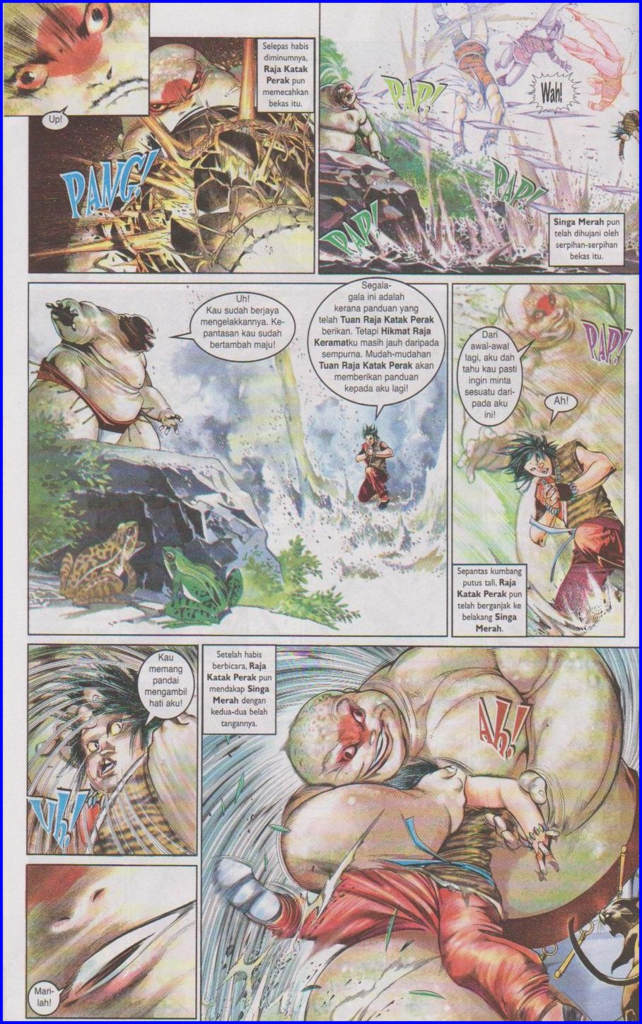 Up!
Selepas habis
diminumnya,
Raja Katak
Perak pun
memecahkan
bekas itu.
PANG!
PAP!
Wah!
PAP!
PAP!
Singa Merah pun
telah dihujani oleh
serpihan-serpihan
bekas itu.
Uh!
Kau sudah berjaya
mengelakkannya. Ke-
pantasan kau sudah
bertambah maju!
Segala-
gala ini adalah
kerana panduan yang
telah Tuan Raja Katak Perak
berikan. Tetapi Hikmat Raja
Keramatku masih jauh daripada
sempurna. Mudah-mudahan
Tuan Raja Katak Perak akan
memberikan panduan
kepada aku lagi!
Dari
awal-awal
lagi, aku dah
tahu kau pasti
ingin minta
sesuatu dari-
pada aku
ini!
PAP!
Ah!
Sepantas kumbang
putus tali, Raja
Katak Perak pun
telah berganjak ke
belakang Singa
Merah.
Kau
memang
pandai
mengambil
hati aku!
Uh!
Setelah habis
berbicara, Raja
Katak Perak pun
mendakap Singa
Merah dengan
kedua-dua belah
tangannya.
Ah!
Mari-
lah!